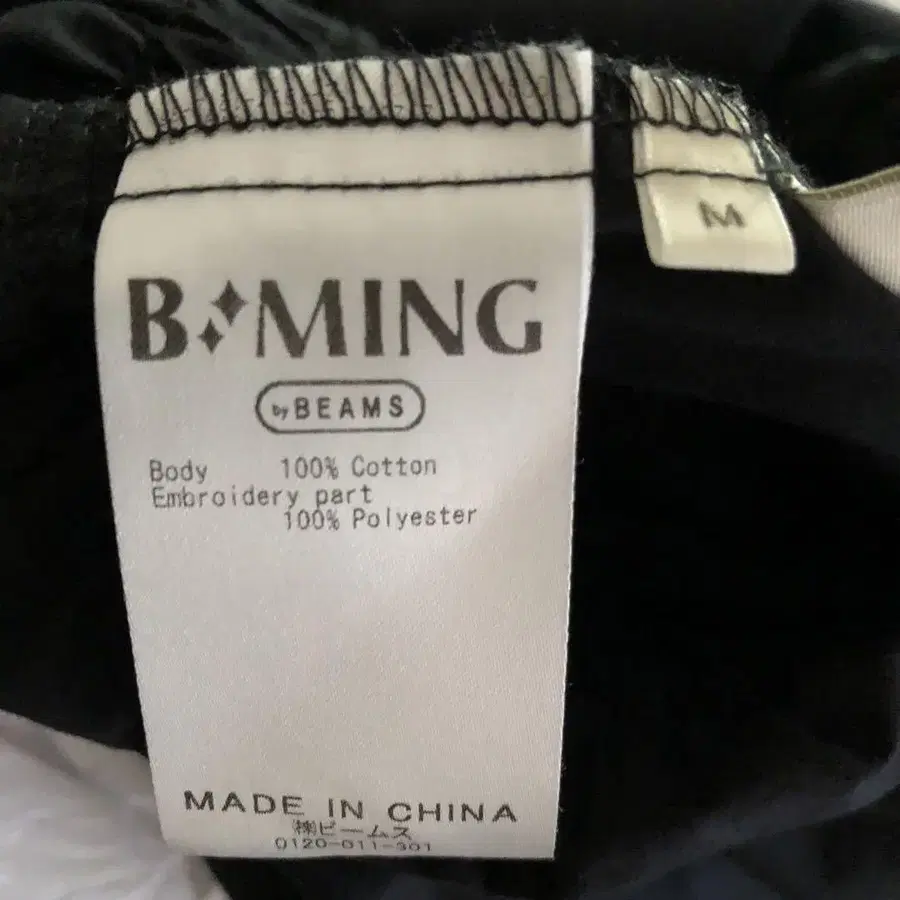 B MING
by BEAMS
Body 100% Cotton
Embroidery part
100% Polyester
MADE IN CHINA
㈱ビームス
0120-011-301
M